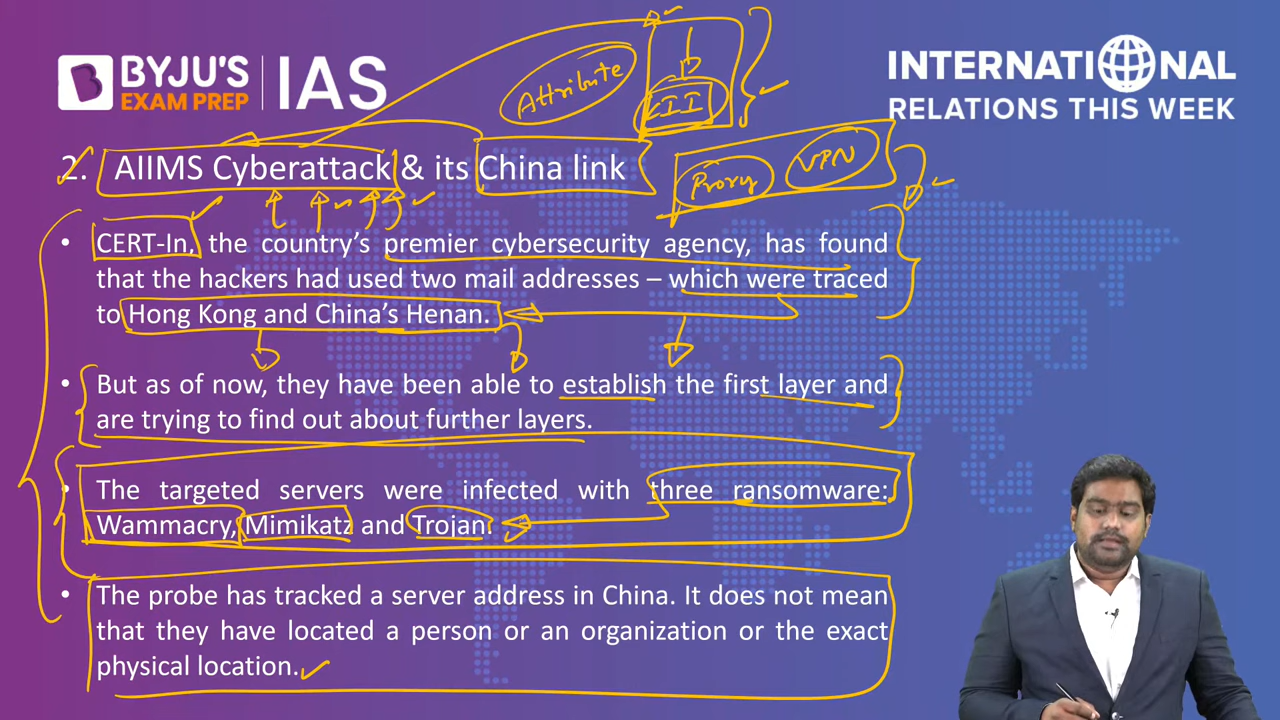 BYJU'S
EXAM PREP
IAS
INTERNATIONAL
RELATIONS THIS WEEK
Attribute
CII
Proxy
VPN
2. AIIMS Cyberattack & its China link
• CERT-In, the country's premier cybersecurity agency, has found
that the hackers had used two mail addresses – which were traced
to Hong Kong and China's Henan.
• But as of now, they have been able to establish the first layer and
are trying to find out about further layers.
• The targeted servers were infected with three ransomware:
Wammacry, Mimikatz and Trojan.
• The probe has tracked a server address in China. It does not mean
that they have located a person or an organization or the exact
physical location.